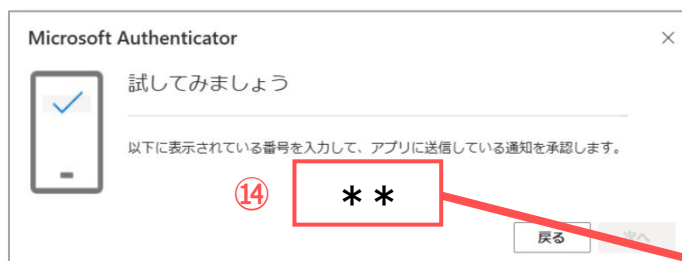 Microsoft Authenticator
試してみましょう
以下に表示されている番号を入力して、アプリに送信している通知を承認します。
⑭
**
戻る
次へ